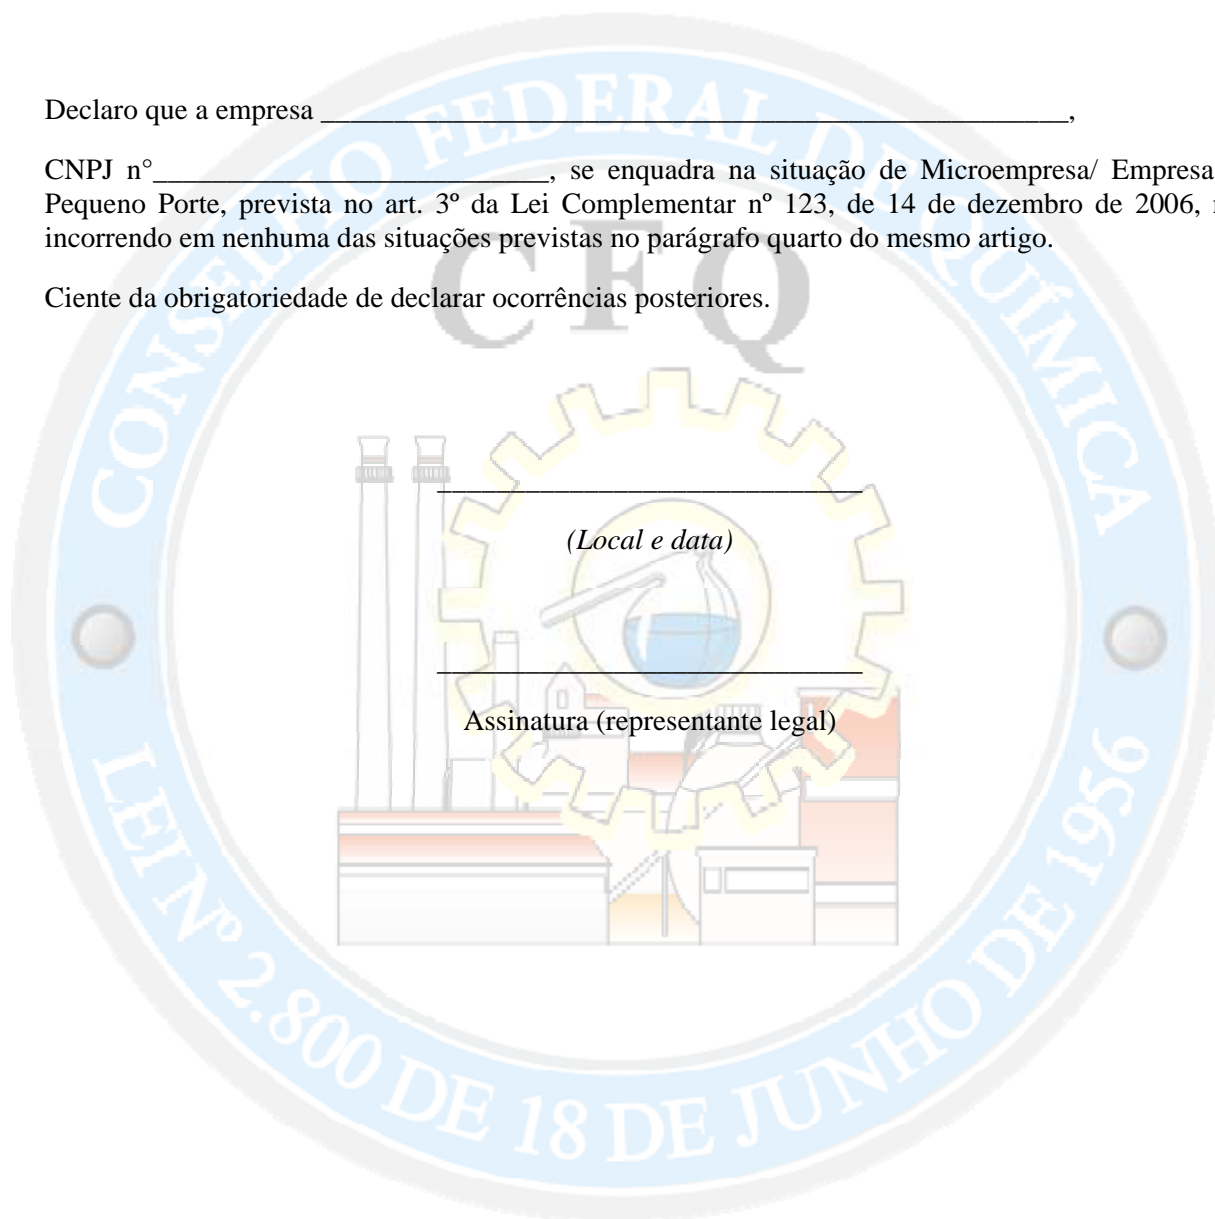 Declaro que a empresa ___________________________________________________,
CNPJ n°___________________________, se enquadra na situação de Microempresa/ Empresa
Pequeno Porte, prevista no art. 3º da Lei Complementar nº 123, de 14 de dezembro de 2006,
incorrendo em nenhuma das situações previstas no parágrafo quarto do mesmo artigo.
Ciente da obrigatoriedade de declarar ocorrências posteriores.
_____________________________
(Local e data)
_____________________________
Assinatura (representante legal)
CONSELHO FEDERAL DE QUÍMICA
CFQ
LEI Nº 2.800 DE 18 DE JUNHO DE 1956